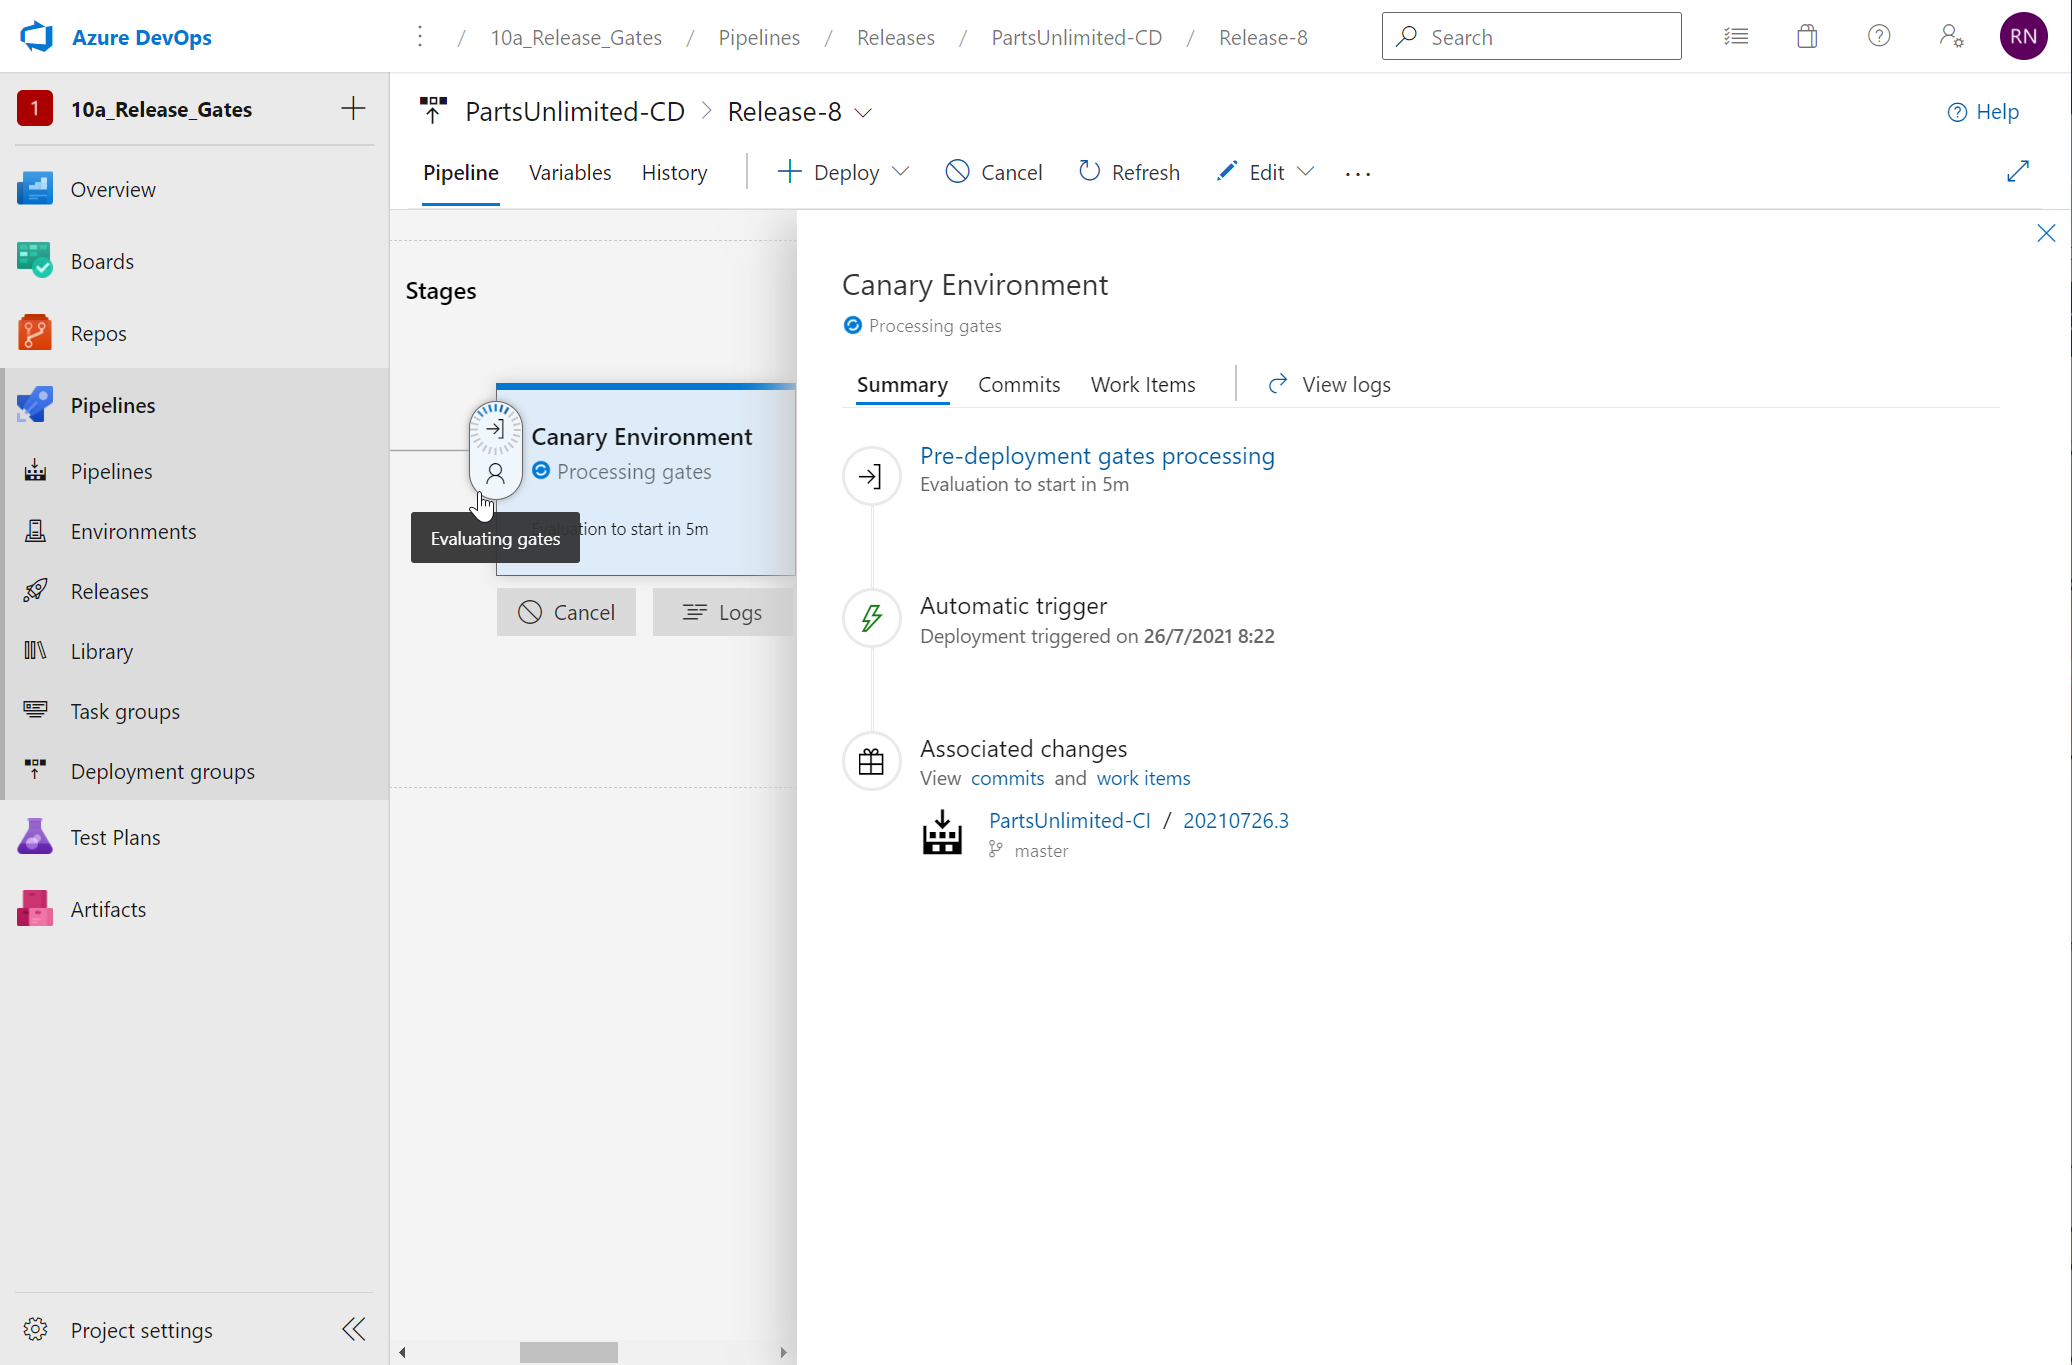 Azure DevOps
/ 10a_Release_Gates / Pipelines / Releases / PartsUnlimited-CD / Release-8
Search
RN
1 10a_Release_Gates
Overview
Boards
Repos
Pipelines
Pipelines
Environments
Releases
Library
Task groups
Deployment groups
Test Plans
Artifacts
Project settings
PartsUnlimited-CD > Release-8
Help
Pipeline Variables History Deploy Cancel Refresh Edit ...
Stages
Canary Environment
Processing gates
Evaluation to start in 5m
Evaluating gates
Cancel Logs
Canary Environment
Processing gates
Summary Commits Work Items View logs
Pre-deployment gates processing
Evaluation to start in 5m
Automatic trigger
Deployment triggered on 26/7/2021 8:22
Associated changes
View commits and work items
PartsUnlimited-CI / 20210726.3
master